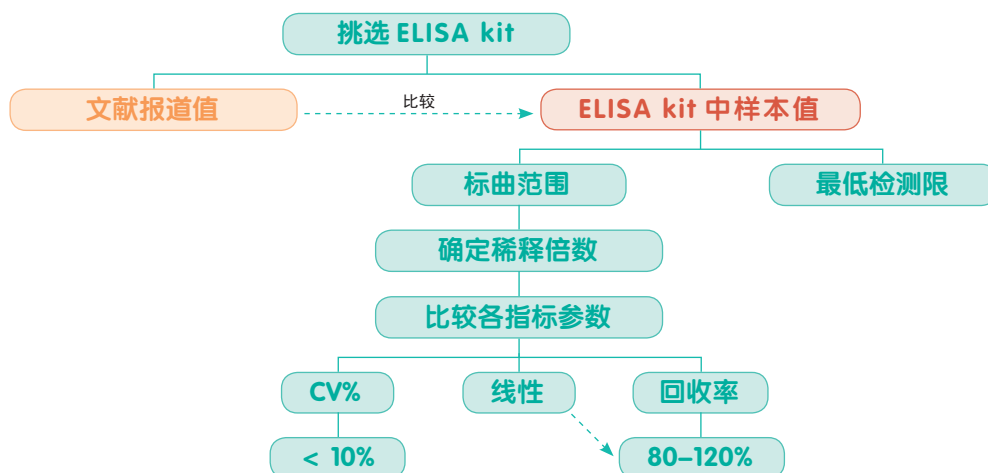 挑选 ELISA kit
文献报道值
比较
ELISA kit 中样本值
标曲范围
最低检测限
确定稀释倍数
比较各指标参数
CV%
线性
回收率
< 10%
80–120%